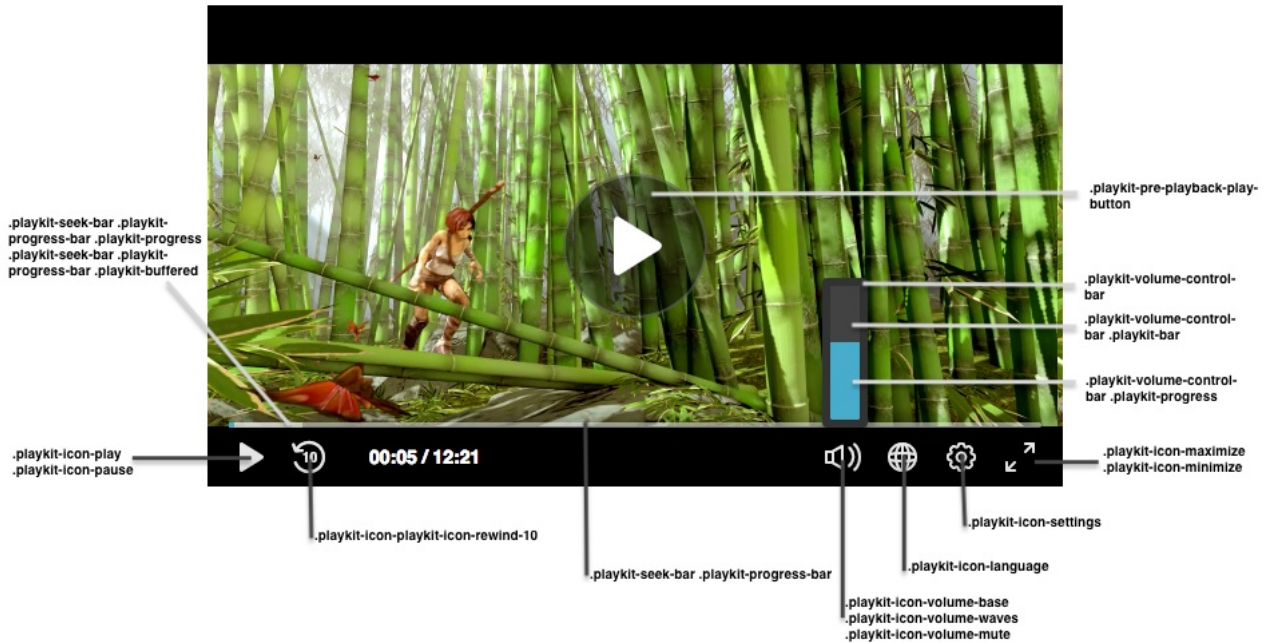 .playkit-pre-playback-play-
button
.playkit-seek-bar .playkit-
progress-bar .playkit-progress
.playkit-seek-bar .playkit-
progress-bar .playkit-buffered
.playkit-volume-control-
bar
.playkit-volume-control-
bar .playkit-bar
.playkit-volume-control-
bar .playkit-progress
.playkit-icon-play
.playkit-icon-pause
10
00:05 / 12:21
.playkit-icon-maximize
.playkit-icon-minimize
.playkit-icon-settings
.playkit-icon-playkit-icon-rewind-10
.playkit-icon-language
.playkit-seek-bar .playkit-progress-bar
.playkit-icon-volume-base
.playkit-icon-volume-waves
.playkit-icon-volume-mute